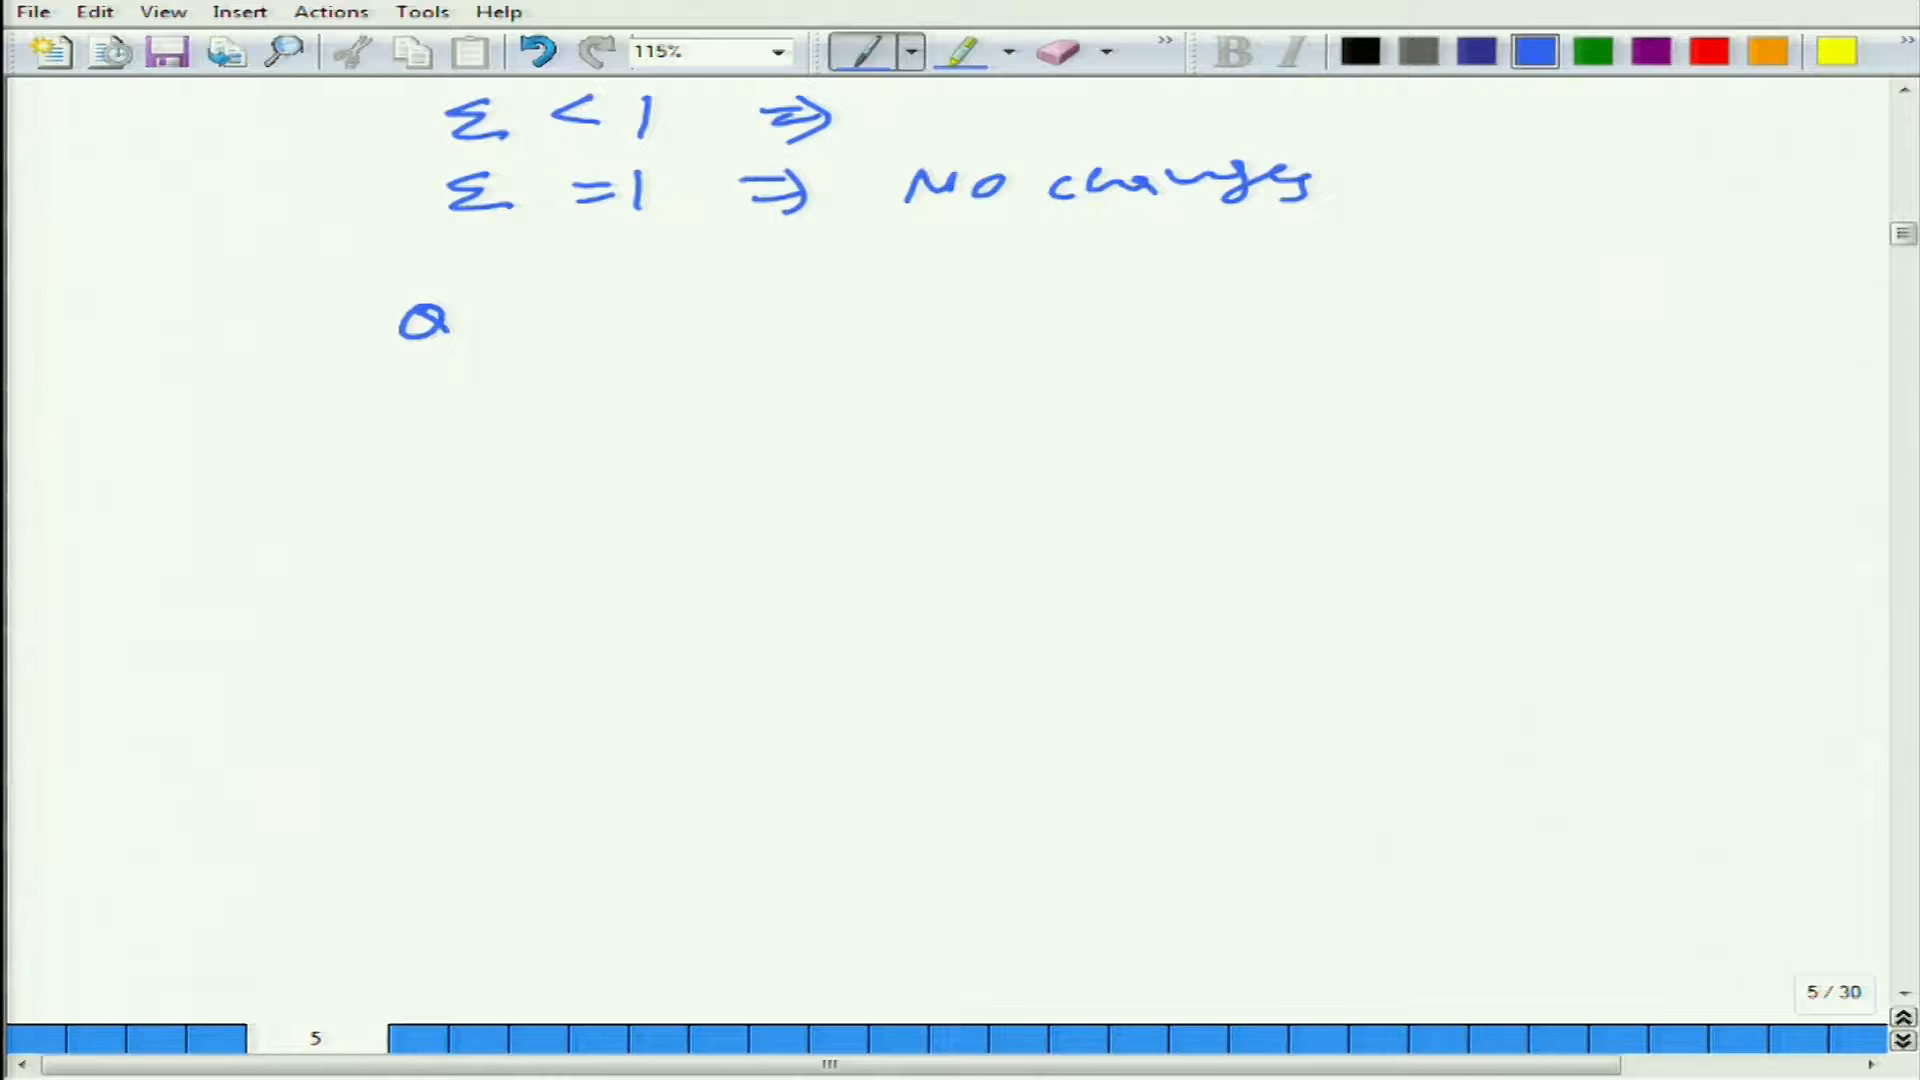 File Edit View Insert Actions Tools Help
115%
B I
Σ < 1 ⇒
Σ = 1 ⇒ No changes
Q
5 / 30
5